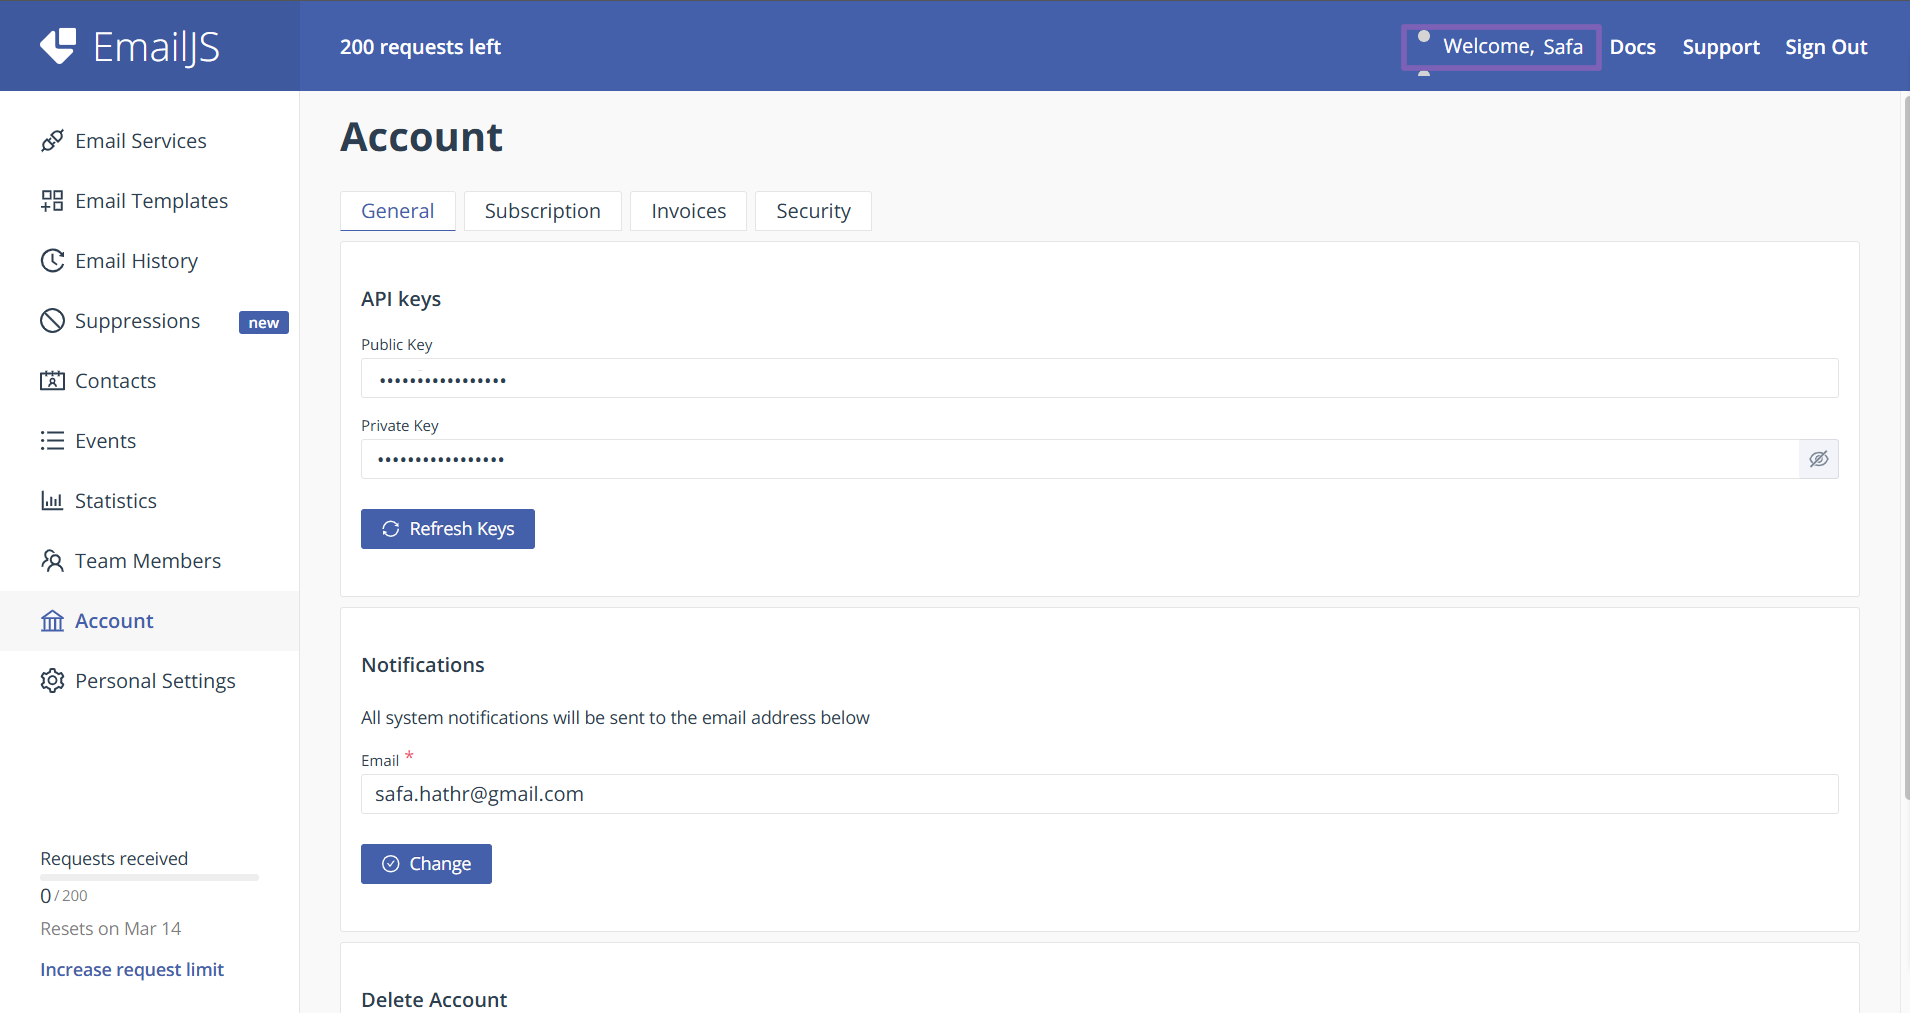 EmailJS
200 requests left
Welcome, Safa
Docs
Support
Sign Out
Email Services
Email Templates
Email History
Suppressions
new
Contacts
Events
Statistics
Team Members
Account
Personal Settings
Requests received
0 / 200
Resets on Mar 14
Increase request limit
Account
General
Subscription
Invoices
Security
API keys
Public Key
•••••••••••••••••
Private Key
•••••••••••••••••
Refresh Keys
Notifications
All system notifications will be sent to the email address below
Email *
safa.hathr@gmail.com
Change
Delete Account